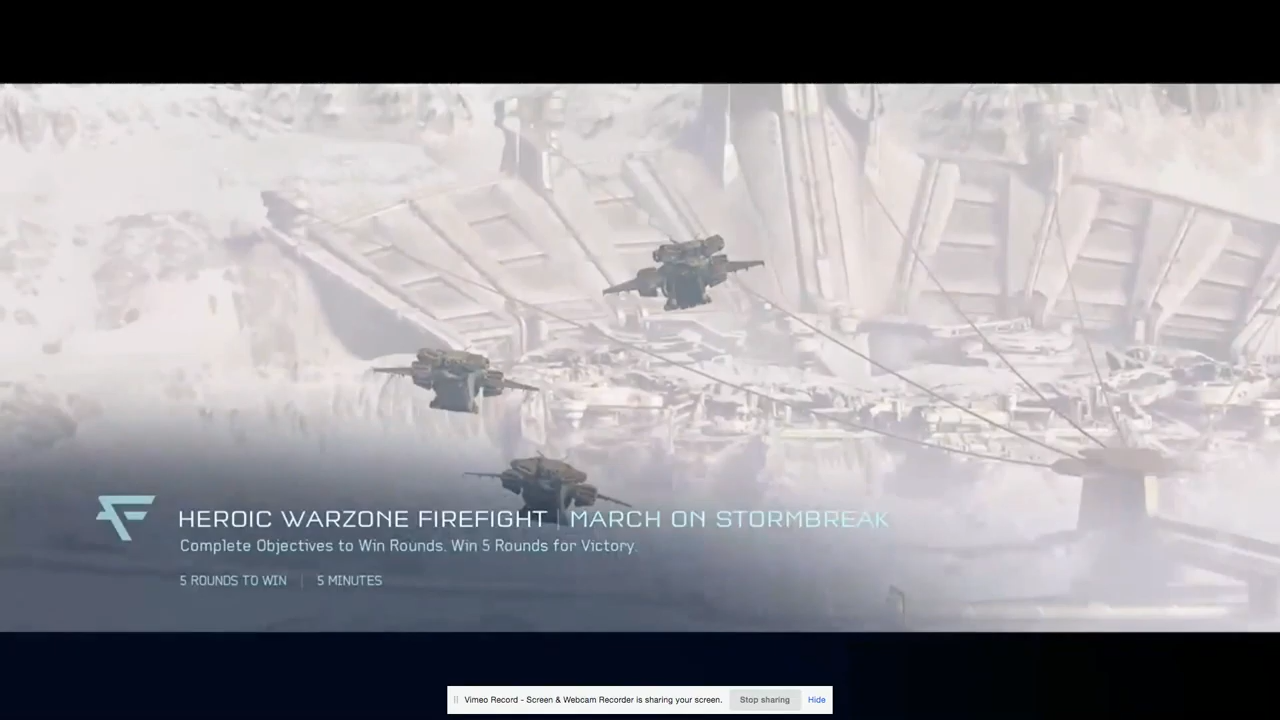 HEROIC WARZONE FIREFIGHT | MARCH ON STORMBREAK
Complete Objectives to Win Rounds. Win 5 Rounds for Victory.
5 ROUNDS TO WIN | 5 MINUTES
Vimeo Record - Screen & Webcam Recorder is sharing your screen. Stop sharing Hide